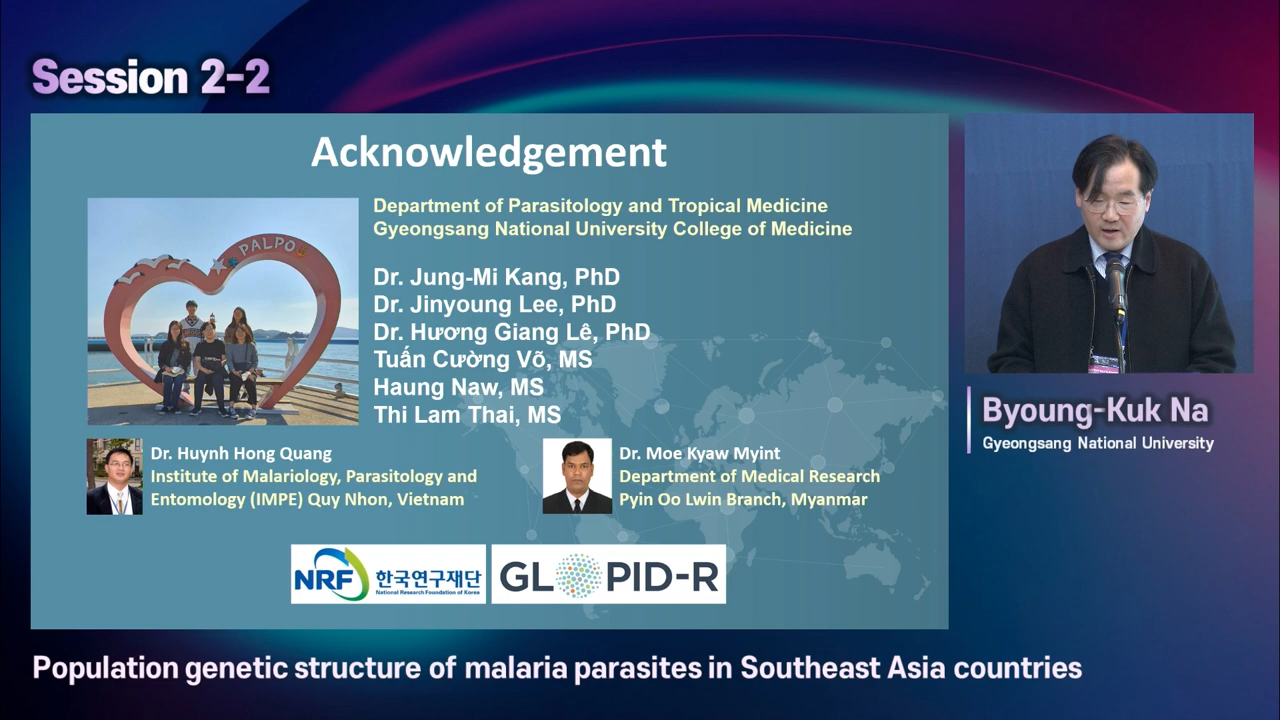 Session 2-2
Acknowledgement
PALPO
Department of Parasitology and Tropical Medicine
Gyeongsang National University College of Medicine
Dr. Jung-Mi Kang, PhD
Dr. Jinyoung Lee, PhD
Dr. Hương Giang Lê, PhD
Tuấn Cường Võ, MS
Haung Naw, MS
Thi Lam Thai, MS
Dr. Huynh Hong Quang
Institute of Malariology, Parasitology and
Entomology (IMPE) Quy Nhon, Vietnam
Dr. Moe Kyaw Myint
Department of Medical Research
Pyin Oo Lwin Branch, Myanmar
NRF 한국연구재단
National Research Foundation of Korea
GLOPID-R
Byoung-Kuk Na
Gyeongsang National University
Population genetic structure of malaria parasites in Southeast Asia countries